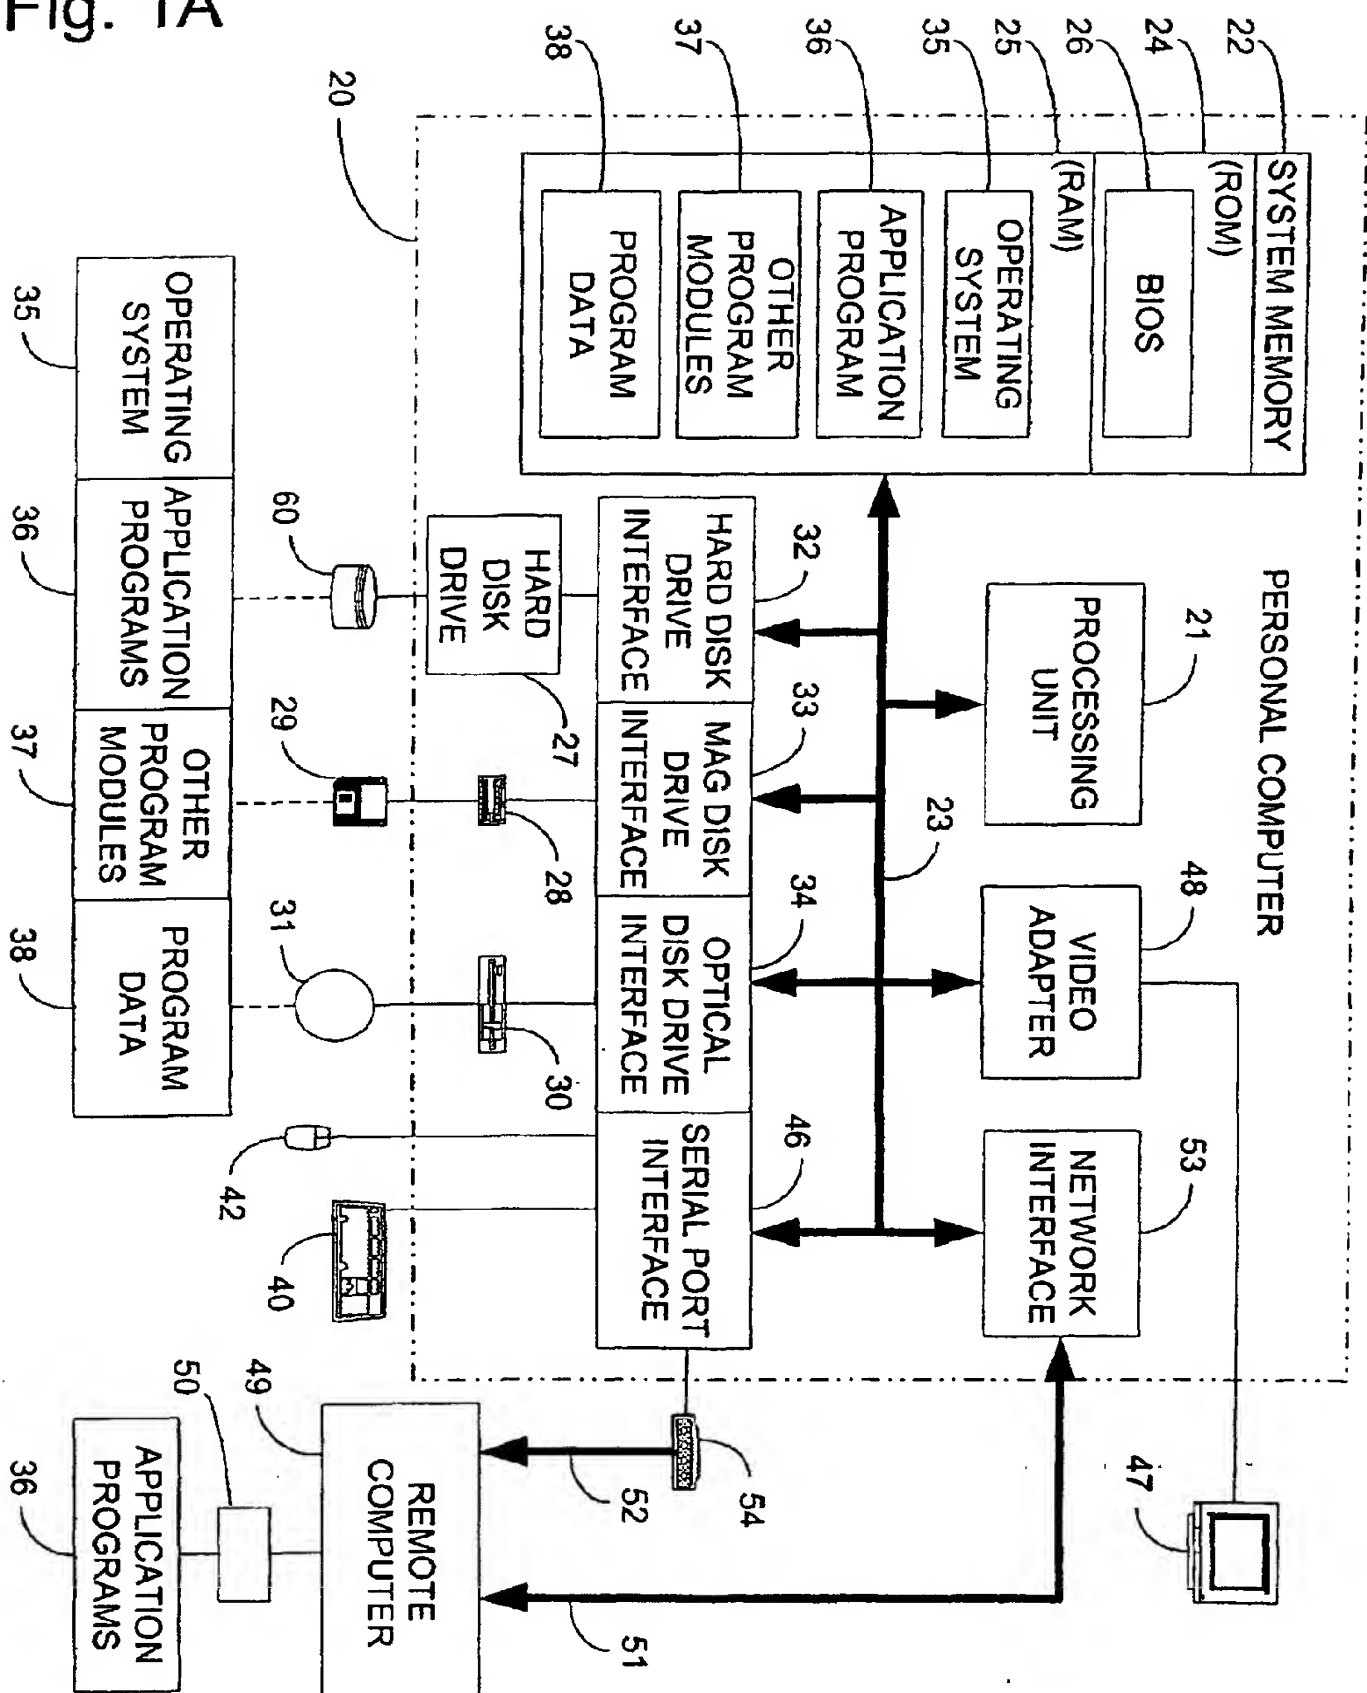 Fig. 1A
PERSONAL COMPUTER
22
24
26
25
35
36
37
38
20
SYSTEM MEMORY
(ROM)
BIOS
(RAM)
OPERATING
SYSTEM
APPLICATION
PROGRAM
OTHER
PROGRAM
MODULES
PROGRAM
DATA
21
PROCESSING
UNIT
48
VIDEO
ADAPTER
53
NETWORK
INTERFACE
47
23
32
33
34
46
HARD DISK
DRIVE
INTERFACE
MAG DISK
DRIVE
INTERFACE
OPTICAL
DISK DRIVE
INTERFACE
SERIAL PORT
INTERFACE
HARD
DISK
DRIVE
27
28
30
54
52
51
60
29
31
42
40
49
REMOTE
COMPUTER
50
OPERATING
SYSTEM
APPLICATION
PROGRAMS
OTHER
PROGRAM
MODULES
PROGRAM
DATA
APPLICATION
PROGRAMS
35
36
37
38
36